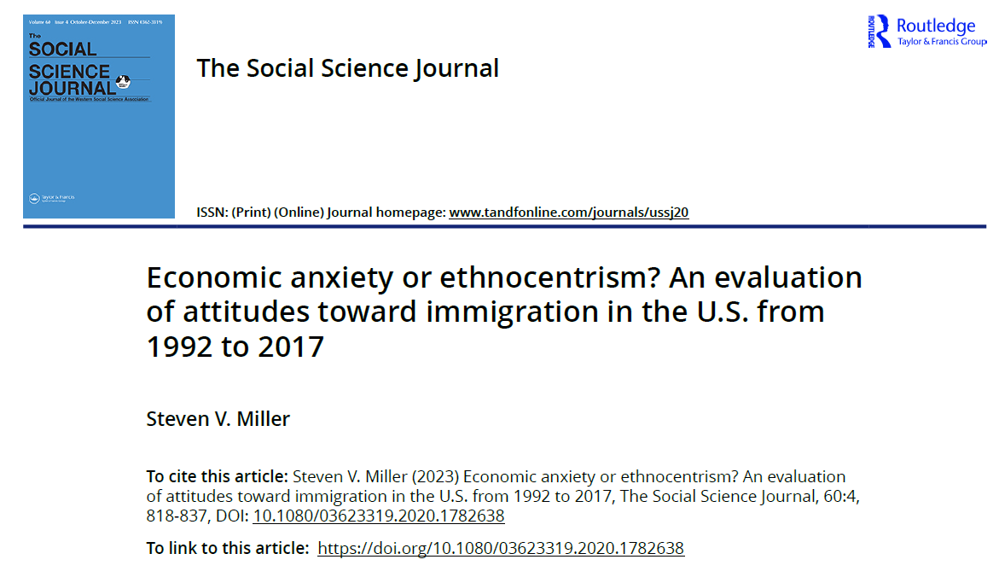 Volume 60 Issue 4 October-December 2023 ISSN 0362-3319
The
SOCIAL
SCIENCE
JOURNAL
Official Journal of the Western Social Science Association
Taylor & Francis
The Social Science Journal
ROUTLEDGE
Routledge
Taylor & Francis Group
ISSN: (Print) (Online) Journal homepage: www.tandfonline.com/journals/ussj20
Economic anxiety or ethnocentrism? An evaluation
of attitudes toward immigration in the U.S. from
1992 to 2017
Steven V. Miller
To cite this article: Steven V. Miller (2023) Economic anxiety or ethnocentrism? An evaluation
of attitudes toward immigration in the U.S. from 1992 to 2017, The Social Science Journal, 60:4,
818-837, DOI: 10.1080/03623319.2020.1782638
To link to this article: https://doi.org/10.1080/03623319.2020.1782638